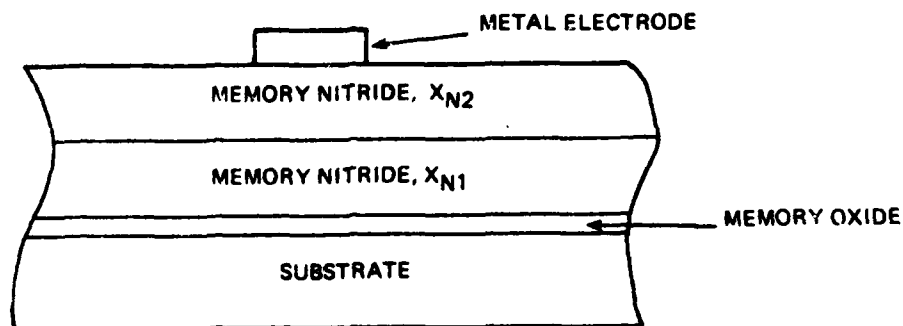 METAL ELECTRODE
MEMORY NITRIDE, XN2
MEMORY NITRIDE, XN1
MEMORY OXIDE
SUBSTRATE